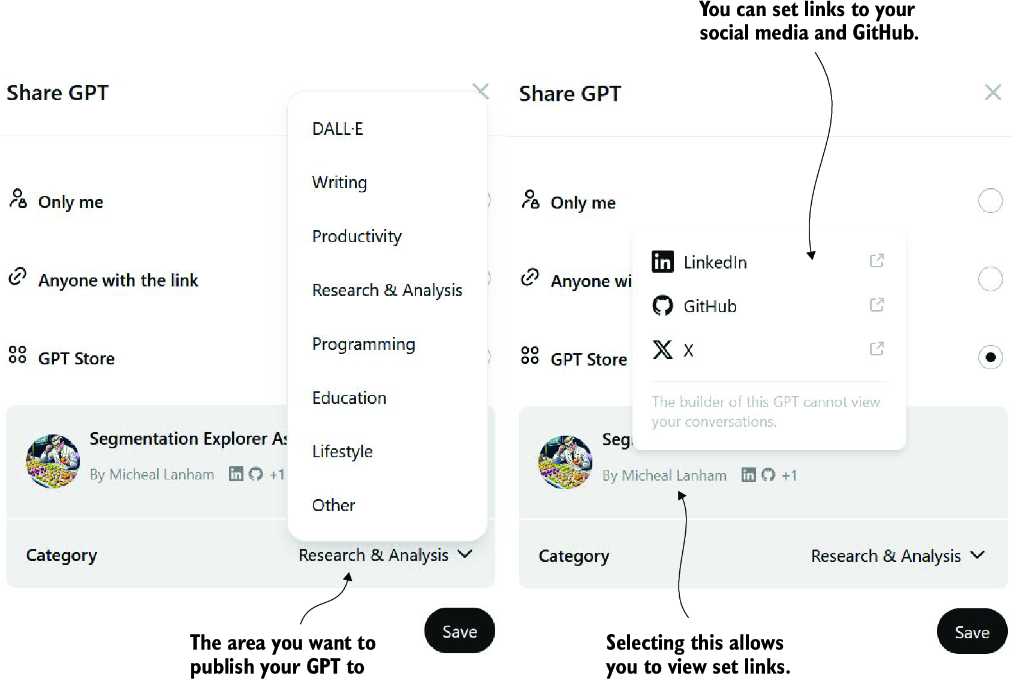 You can set links to your
social media and GitHub.
Share GPT
DALL·E
Writing
Productivity
Research & Analysis
Programming
Education
Lifestyle
Other
Only me
Anyone with the link
GPT Store
Segmentation Explorer As
By Micheal Lanham
+1
Category
Research & Analysis
Save
The area you want to
publish your GPT to
Share GPT
Only me
Anyone wi
GPT Store
LinkedIn
GitHub
X
The builder of this GPT cannot view
your conversations.
Seg
By Micheal Lanham
+1
Category
Research & Analysis
Save
Selecting this allows
you to view set links.